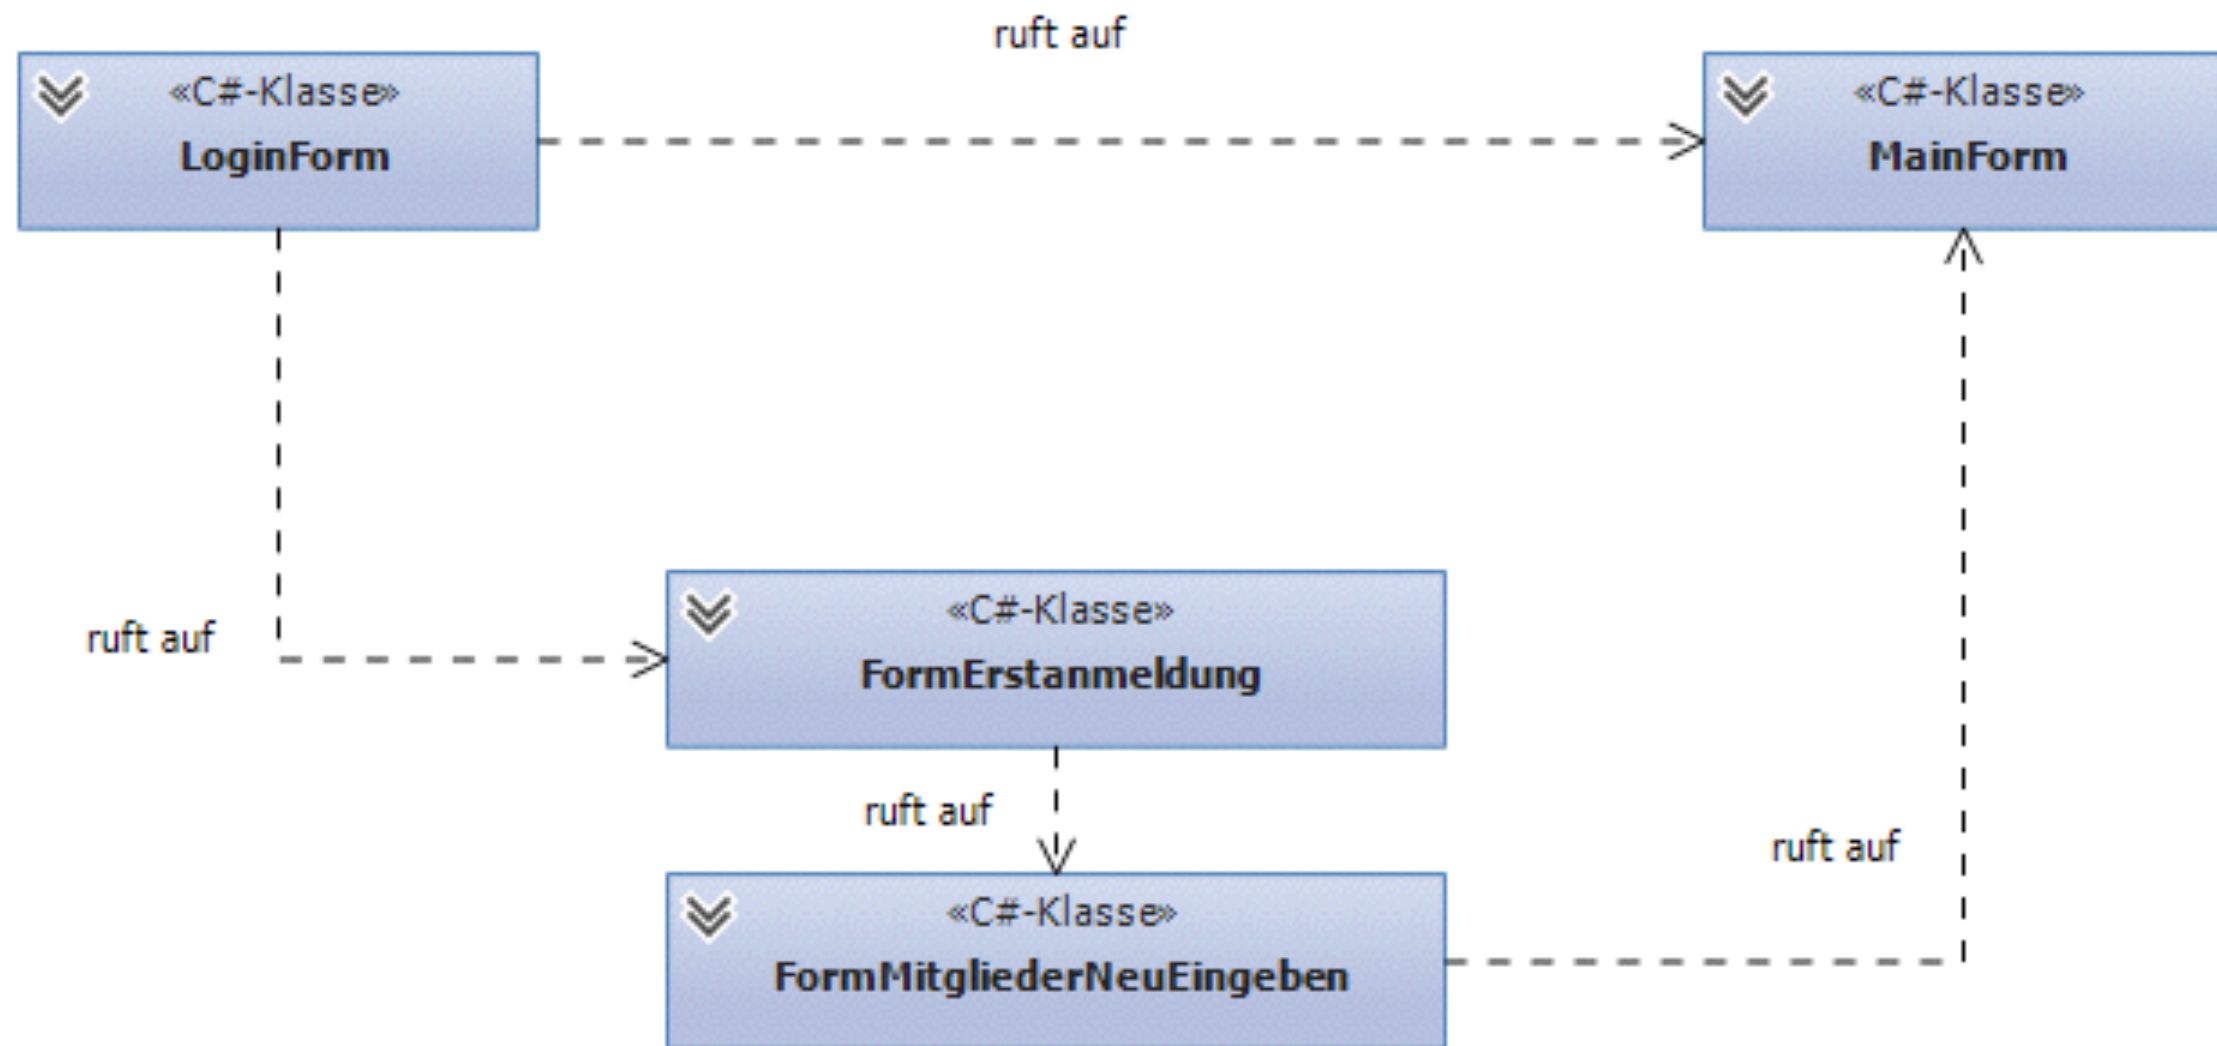 ruft auf
«C#-Klasse»
LoginForm
«C#-Klasse»
MainForm
ruft auf
«C#-Klasse»
FormErstanmeldung
ruft auf
ruft auf
«C#-Klasse»
FormMitgliederNeuEingeben